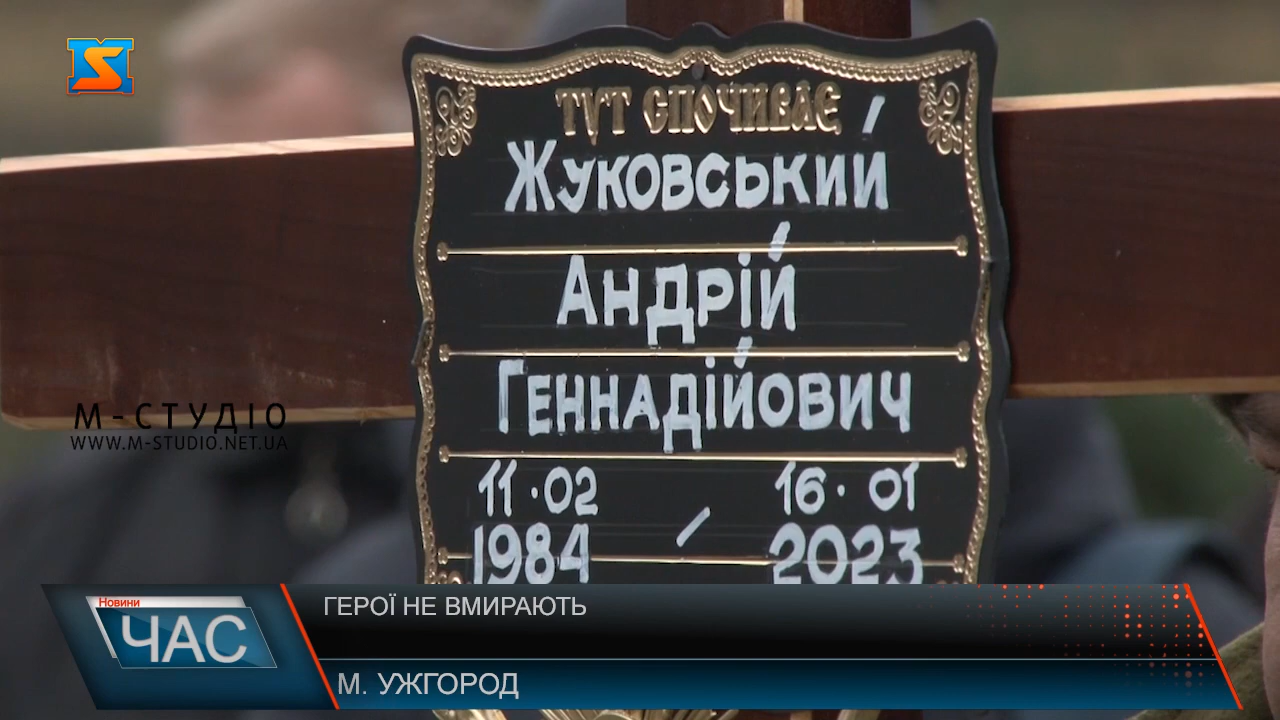 ТУТ СПОЧИВАЄ
Жуковський
Андрій
Геннадійович
11·02 16·01
1984 / 2023
М-СТУДІО
WWW.M-STUDIO.NET.UA
Новини
ЧАС
ГЕРОЇ НЕ ВМИРАЮТЬ
М. УЖГОРОД